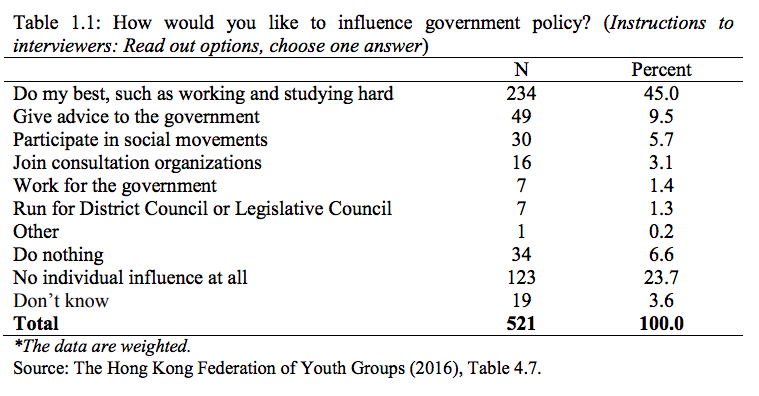 Table 1.1: How would you like to influence government policy? (Instructions to
interviewers: Read out options, choose one answer)
N Percent
Do my best, such as working and studying hard 234 45.0
Give advice to the government 49 9.5
Participate in social movements 30 5.7
Join consultation organizations 16 3.1
Work for the government 7 1.4
Run for District Council or Legislative Council 7 1.3
Other 1 0.2
Do nothing 34 6.6
No individual influence at all 123 23.7
Don’t know 19 3.6
Total 521 100.0
*The data are weighted.
Source: The Hong Kong Federation of Youth Groups (2016), Table 4.7.